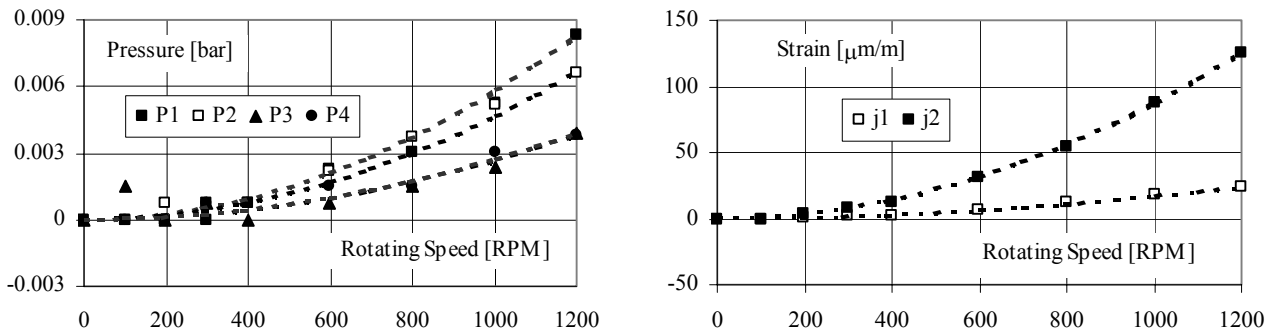 0.009
Pressure [bar]
0.006
P1 P2 P3 P4
0.003
0
Rotating Speed [RPM]
-0.003
0 200 400 600 800 1000 1200
150
Strain [μm/m]
100
j1 j2
50
0
Rotating Speed [RPM]
-50
0 200 400 600 800 1000 1200